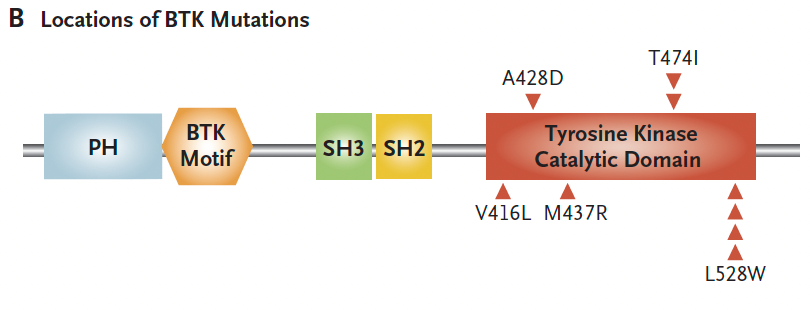 B Locations of BTK Mutations
T474I
A428D
PH
BTK
Motif
SH3
SH2
Tyrosine Kinase
Catalytic Domain
V416L
M437R
L528W